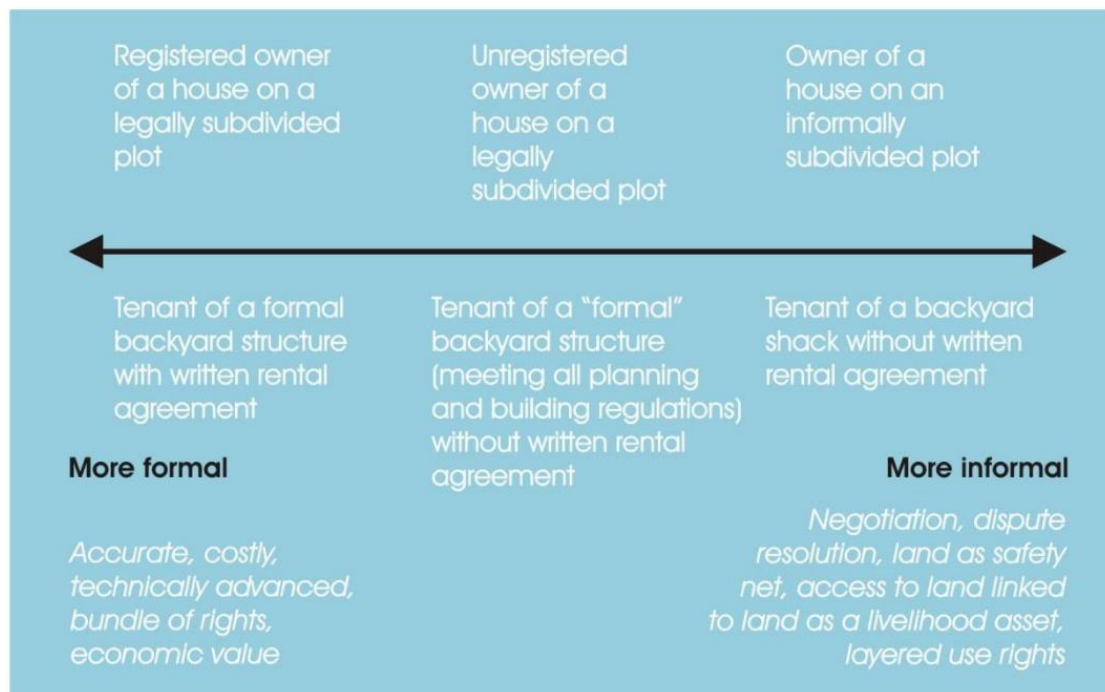 Registered owner
of a house on a
legally subdivided
plot
Unregistered
owner of a
house on a
legally
subdivided plot
Owner of a
house on an
informally
subdivided plot
Tenant of a formal
backyard structure
with written rental
agreement
Tenant of a “formal”
backyard structure
(meeting all planning
and building regulations)
without written rental
agreement
Tenant of a backyard
shack without written
rental agreement
More formal
More informal
Accurate, costly,
technically advanced,
bundle of rights,
economic value
Negotiation, dispute
resolution, land as safety
net, access to land linked
to land as a livelihood asset,
layered use rights